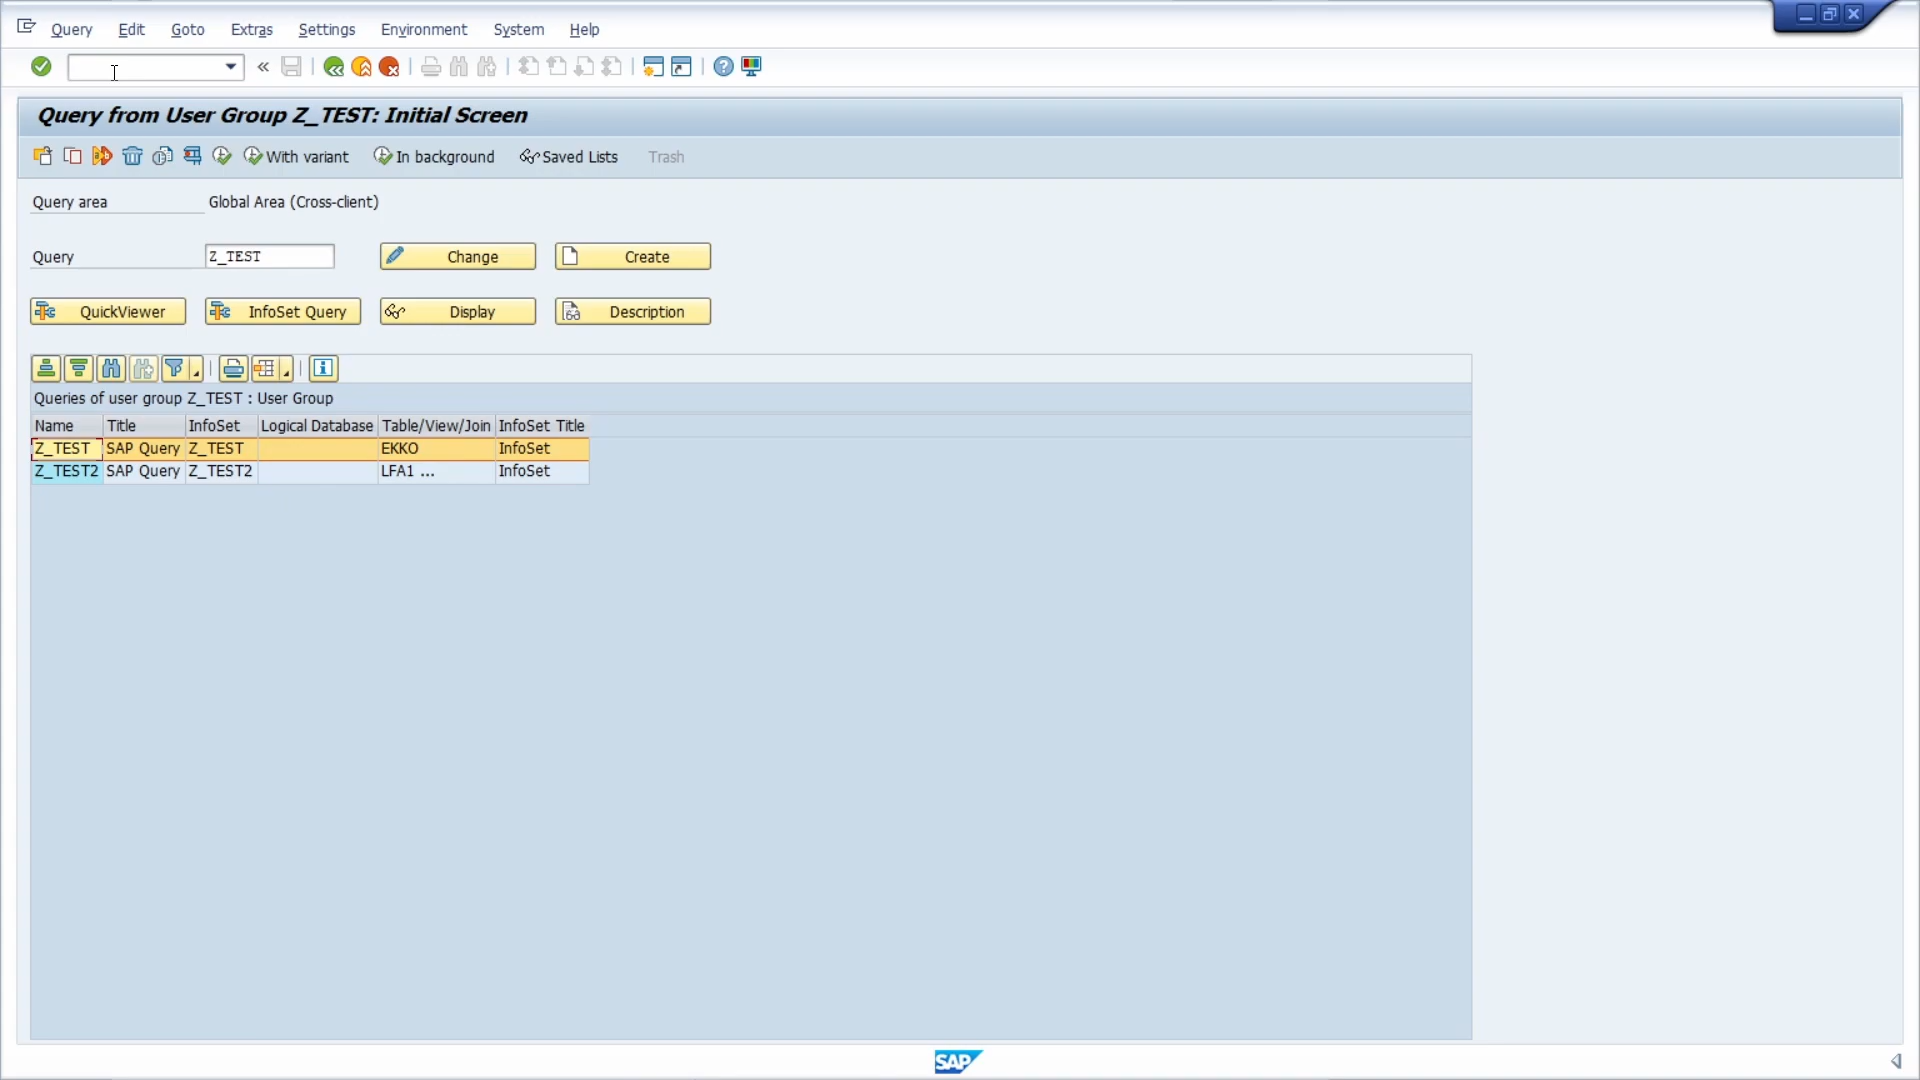 Query Edit Goto Extras Settings Environment System Help
Query from User Group Z_TEST: Initial Screen
With variant In background Saved Lists Trash
Query area Global Area (Cross-client)
Query Z_TEST Change Create
QuickViewer InfoSet Query Display Description
Queries of user group Z_TEST : User Group
Name Title InfoSet Logical Database Table/View/Join InfoSet Title
Z_TEST SAP Query Z_TEST EKKO InfoSet
Z_TEST2 SAP Query Z_TEST2 LFA1 ... InfoSet
SAP